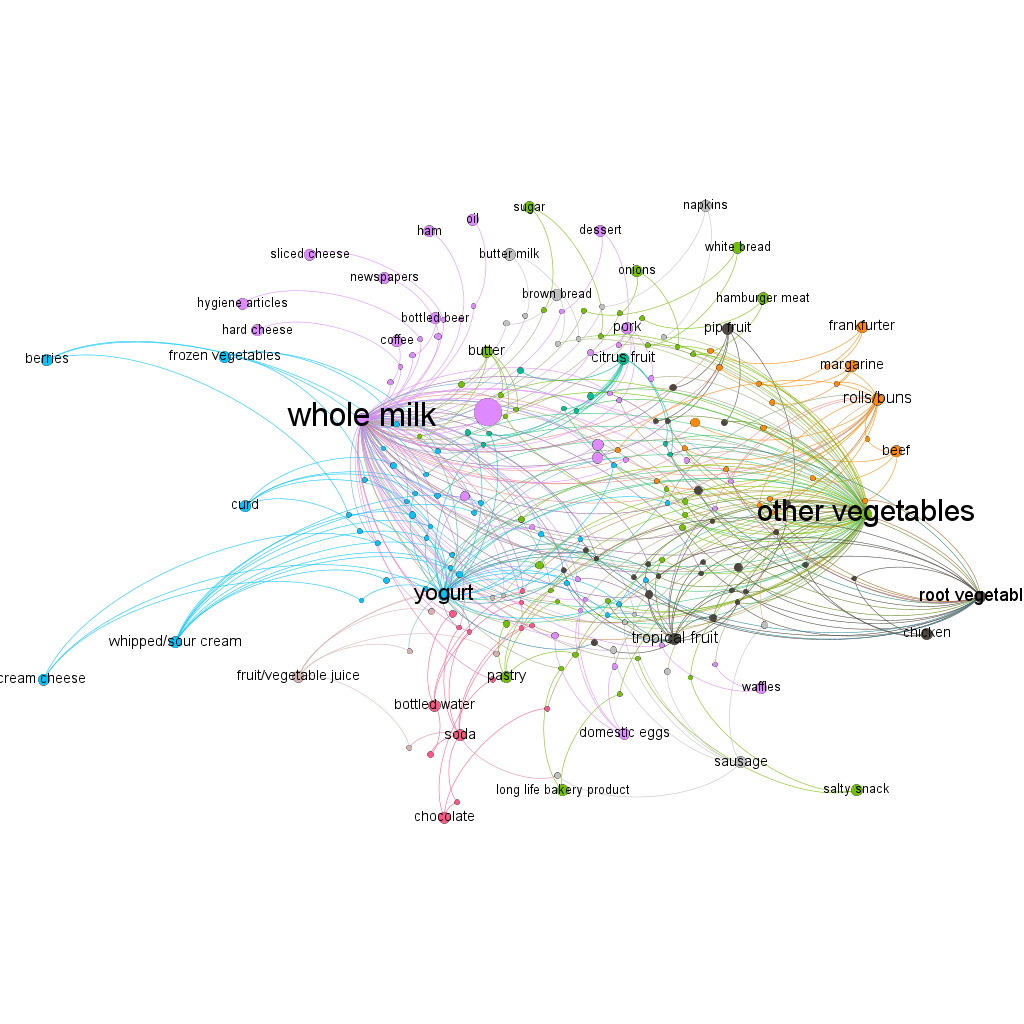 napkins
sugar
oil
ham
dessert
white bread
sliced cheese
butter milk
onions
newspapers
brown bread
hamburger meat
hygiene articles
bottled beer
hard cheese
pork
pip fruit
frankfurter
coffee
butter
citrus fruit
berries
frozen vegetables
margarine
rolls/buns
whole milk
beef
curd
other vegetables
yogurt
root vegetabl
chicken
whipped/sour cream
tropical fruit
cream cheese
fruit/vegetable juice
pastry
waffles
bottled water
soda
domestic eggs
sausage
long life bakery product
salty snack
chocolate